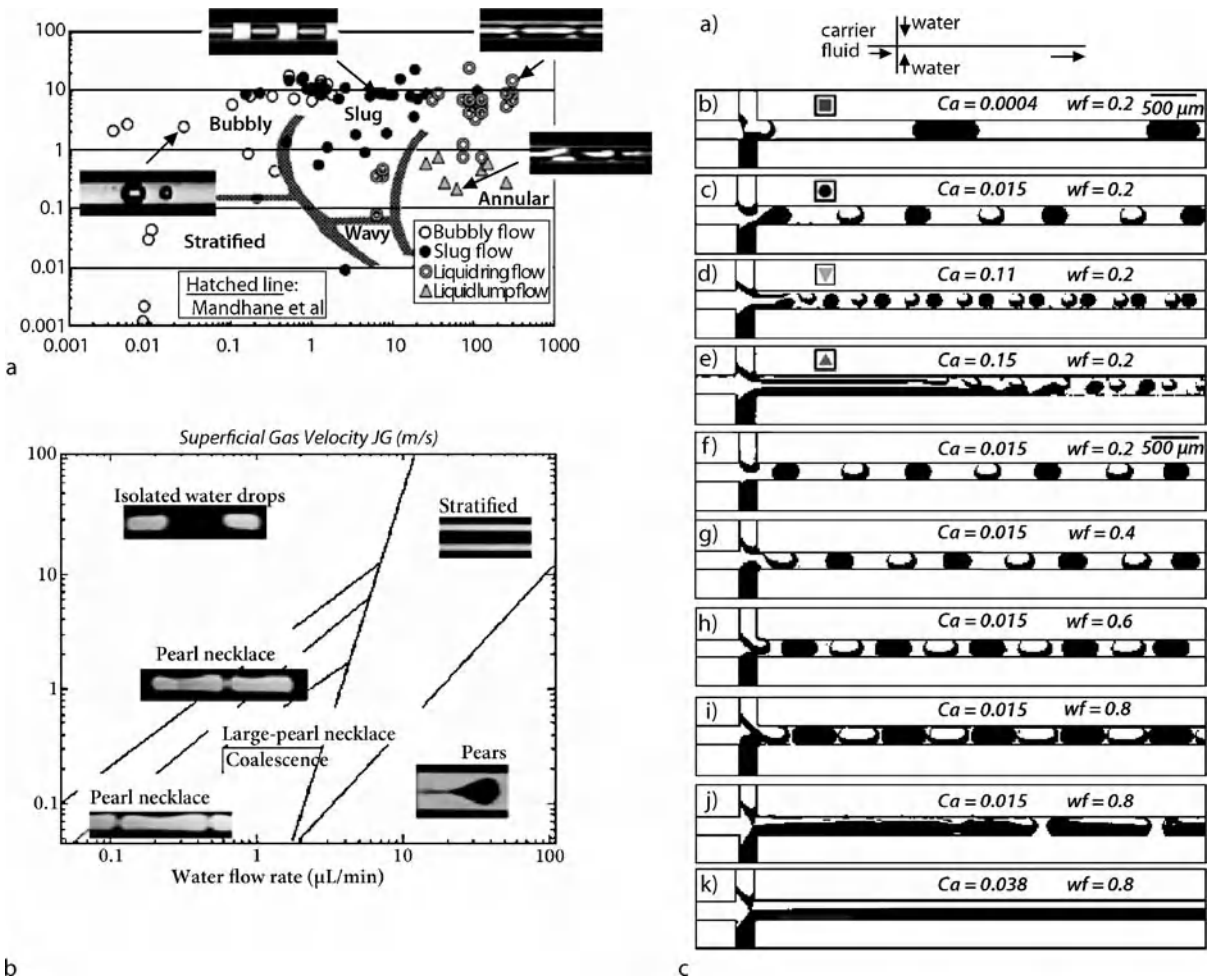 100
10
1
0.1
0.01
0.001
Bubbly
Slug
Annular
Stratified
Wavy
Hatched line:
Mandhane et al
Bubbly flow
Slug flow
Liquid ring flow
Liquid lump flow
0.001
0.01
0.1
1
10
100
1000
a
Superficial Gas Velocity JG (m/s)
100
10
1
0.1
Isolated water drops
Stratified
Pearl necklace
Large-pearl necklace
Coalescence
Pears
Pearl necklace
0.1
1
10
100
Water flow rate (µL/min)
b
a)
water
carrier
fluid
water
b)
Ca = 0.0004 wf = 0.2
500 µm
c)
Ca = 0.015 wf = 0.2
d)
Ca = 0.11 wf = 0.2
e)
Ca = 0.15 wf = 0.2
f)
Ca = 0.015 wf = 0.2
500 µm
g)
Ca = 0.015 wf = 0.4
h)
Ca = 0.015 wf = 0.6
i)
Ca = 0.015 wf = 0.8
j)
Ca = 0.015 wf = 0.8
k)
Ca = 0.038 wf = 0.8
c